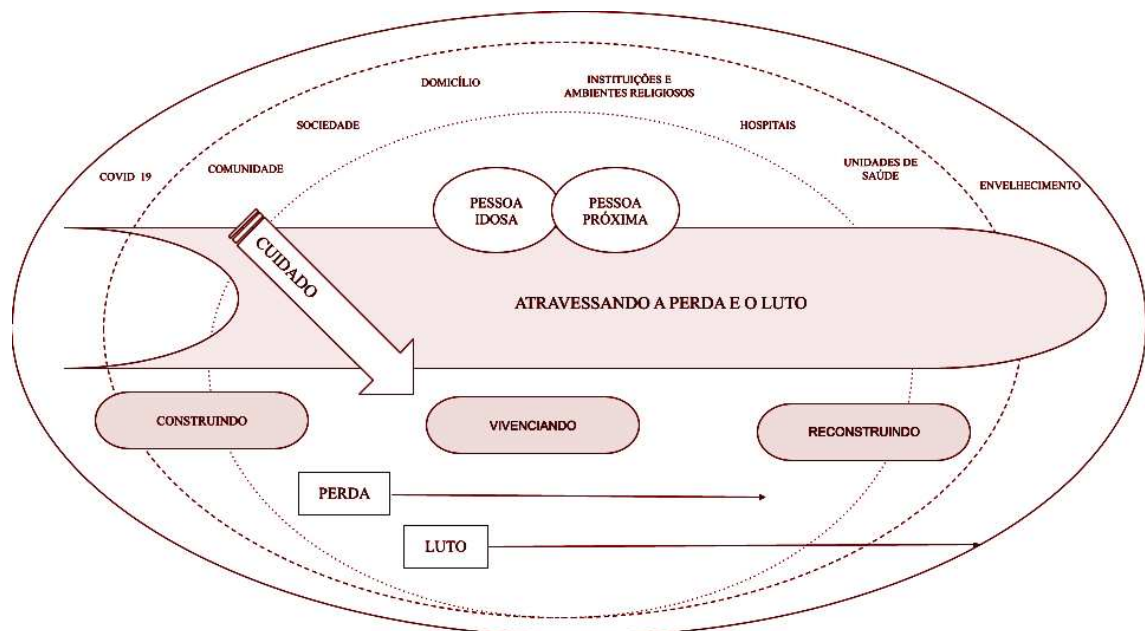 DOMICÍLIO
INSTITUIÇÕES E
AMBIENTES RELIGIOSOS
SOCIEDADE
HOSPITAIS
COVID 19
COMUNIDADE
UNIDADES DE
SAÚDE
ENVELHECIMENTO
PESSOA
IDOSA
PESSOA
PRÓXIMA
CUIDADO
ATRAVESSANDO A PERDA E O LUTO
CONSTRUINDO
VIVENCIANDO
RECONSTRUINDO
PERDA
LUTO